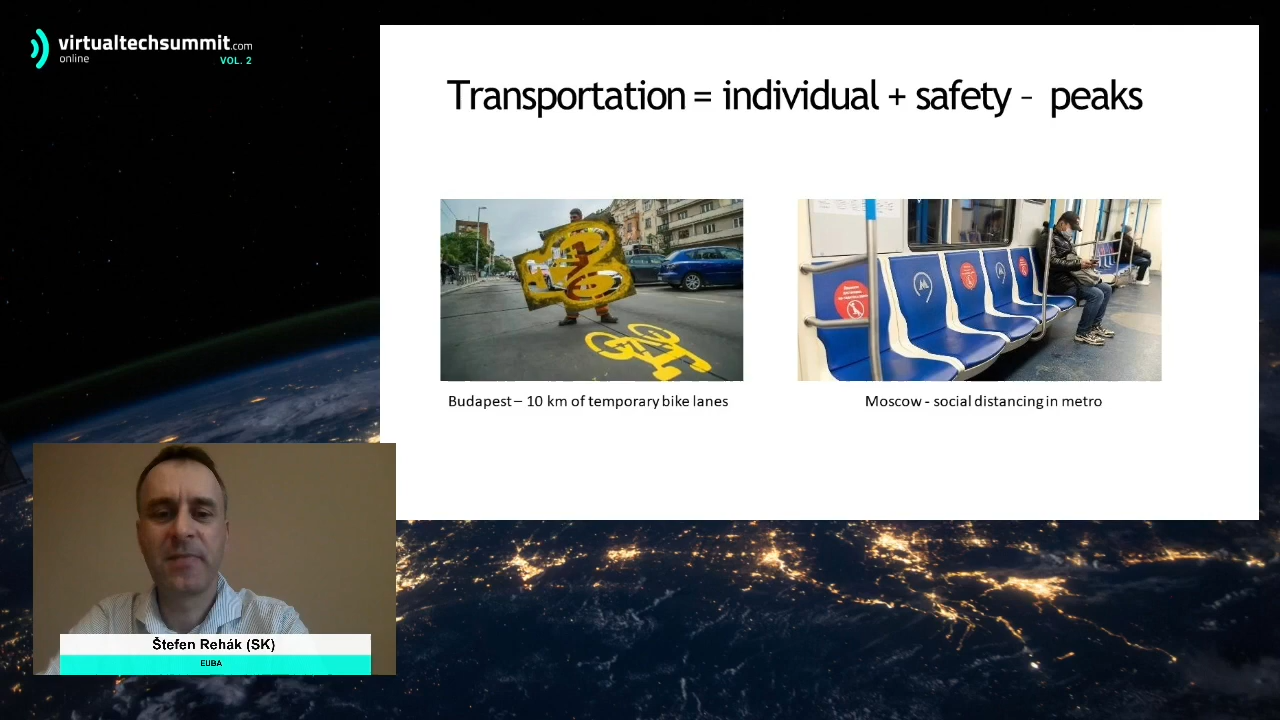 virtualtechsummit.com
online
VOL. 2
Transportation = individual + safety - peaks
Budapest – 10 km of temporary bike lanes
Moscow - social distancing in metro
Štefen Rehák (SK)
EUBA